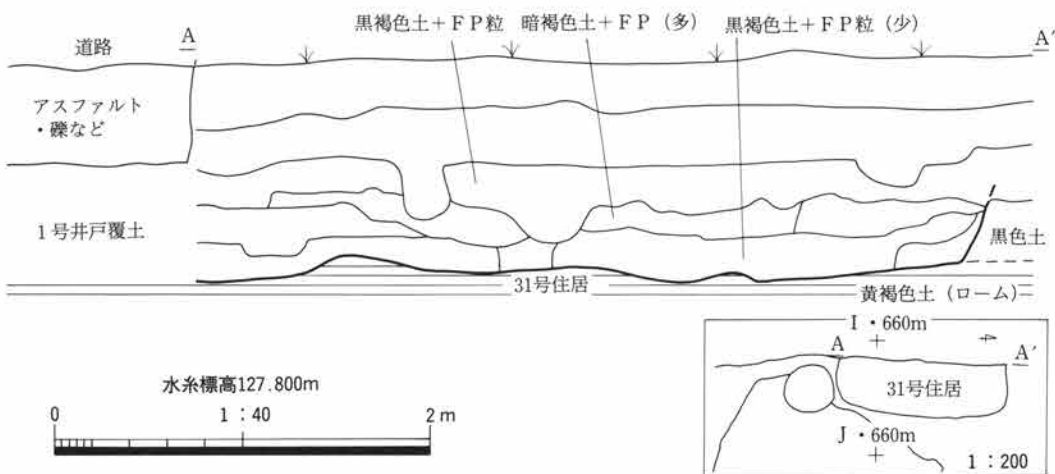 黒褐色土+FP粒 暗褐色土+FP（多） 黒褐色土+FP粒（少）
道路
A
A′
アスファルト
・礫など
1号井戸覆土
黒色土
31号住居
黄褐色土（ローム）
水糸標高127.800m
0 1：40 2m
I・660m
A
A′
31号住居
J・660m
1：200